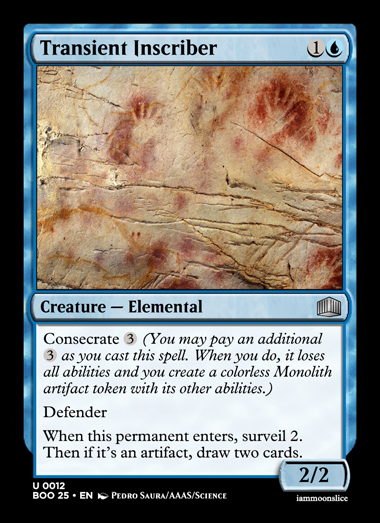 Transient Inscriber 1
Creature — Elemental
Consecrate 3 (You may pay an additional
3 as you cast this spell. When you do, it loses
all abilities and you create a colorless Monolith
artifact token with its other abilities.)
Defender
When this permanent enters, surveil 2.
Then if it's an artifact, draw two cards.
2/2
U 0012
BOO 25 • EN Pedro Saura/AAAS/Science
iammoonslice